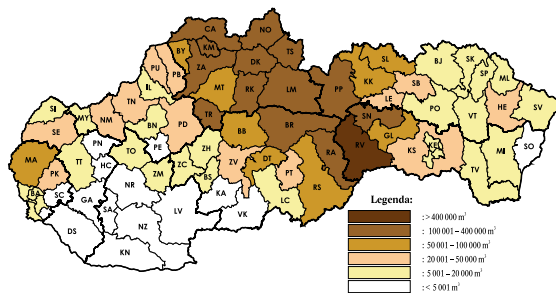 CA
NO
BY
KM
TS
PU
PB
ZA
DK
SL
BJ
SK
SP
ML
IL
MT
RK
LM
PP
KK
SB
LE
HE
SV
TN
SI
MY
NM
BN
PD
TR
SN
PO
VT
SE
BB
BR
GL
KE
KS
SO
PN
TO
PE
ZH
RA
RV
MI
MA
TT
HC
ZM
ZC
BS
ZV
DT
PT
TV
PK
BA
SC
GA
NR
KA
LC
RS
SA
LV
VK
DS
NZ
KN
Legenda:
: > 400 000 m³
: 100 001 – 400 000 m³
: 50 001 – 100 000 m³
: 20 001 – 50 000 m³
: 5 001 – 20 000 m³
: < 5 001 m³